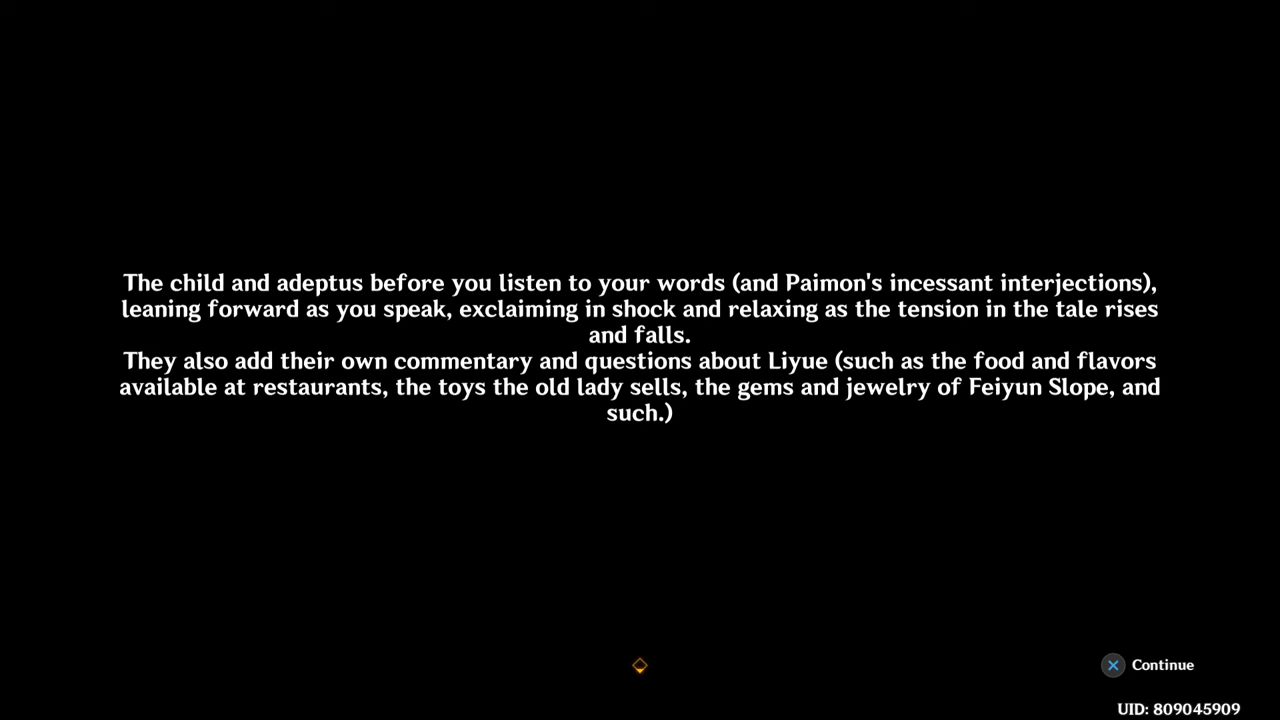 The child and adeptus before you listen to your words (and Paimon's incessant interjections),
leaning forward as you speak, exclaiming in shock and relaxing as the tension in the tale rises
and falls.
They also add their own commentary and questions about Liyue (such as the food and flavors
available at restaurants, the toys the old lady sells, the gems and jewelry of Feiyun Slope, and
such.)
Continue
UID: 809045909